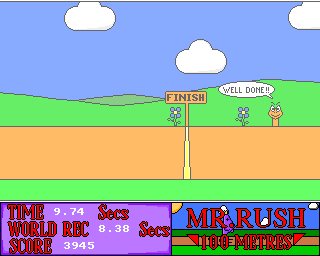 WELL DONE!!
FINISH
TIME 9.74 Secs
WORLD REC 8.38 Secs
SCORE 3945
MR RUSH
100 METRES